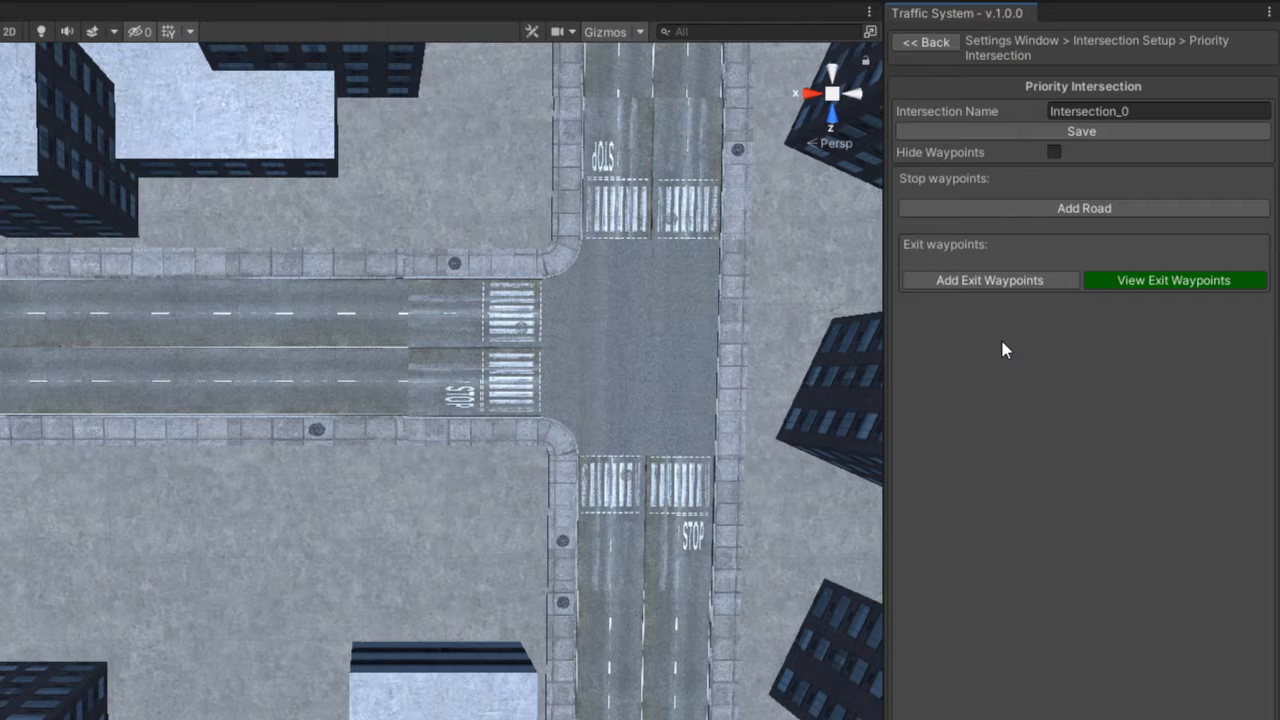 Traffic System - v.1.0.0
2D
0
Gizmos
All
<< Back
Settings Window > Intersection Setup > Priority
Intersection
Priority Intersection
Intersection Name
Intersection_0
Save
Hide Waypoints
Stop waypoints:
Add Road
Exit waypoints:
Add Exit Waypoints
View Exit Waypoints
x
z
< Persp
STOP
STOP
STOP